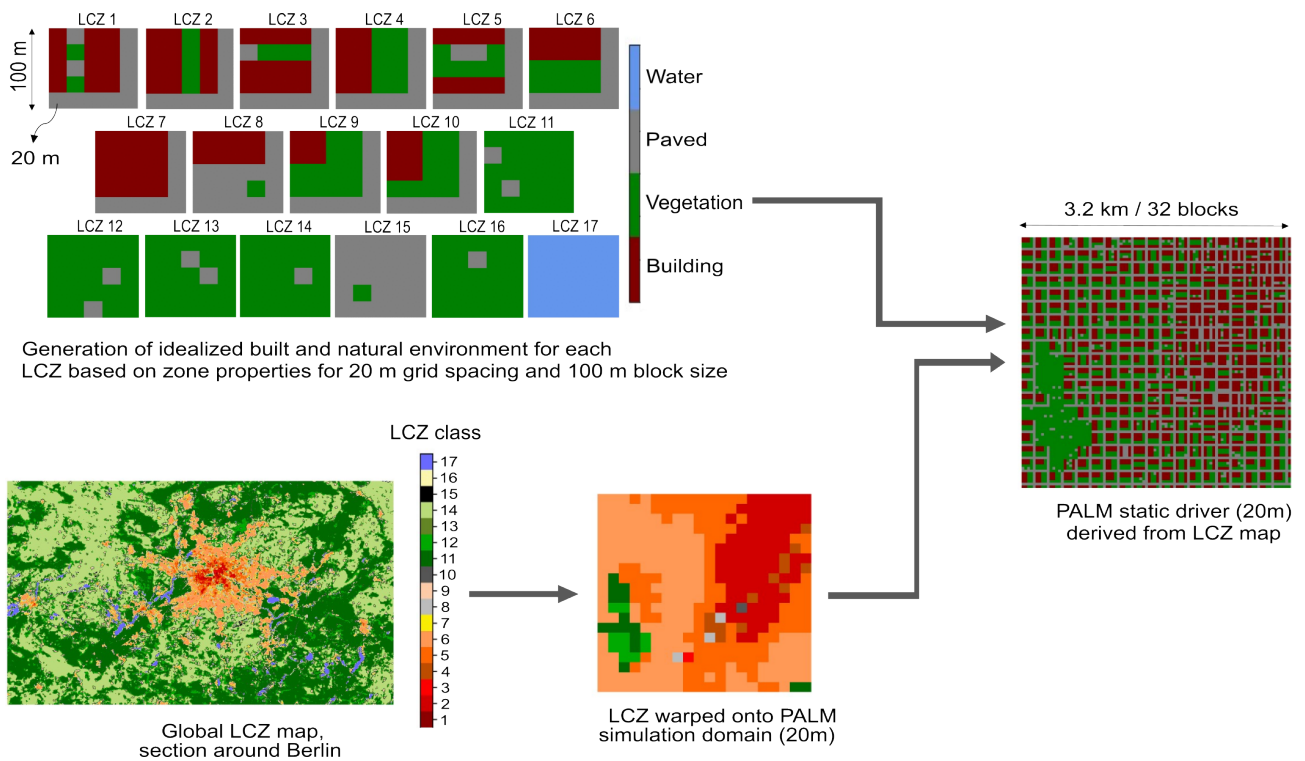 LCZ 1
LCZ 2
LCZ 3
LCZ 4
LCZ 5
LCZ 6
100 m
20 m
LCZ 7
LCZ 8
LCZ 9
LCZ 10
LCZ 11
LCZ 12
LCZ 13
LCZ 14
LCZ 15
LCZ 16
LCZ 17
Water
Paved
Vegetation
Building
Generation of idealized built and natural environment for each
LCZ based on zone properties for 20 m grid spacing and 100 m block size
3.2 km / 32 blocks
PALM static driver (20m)
derived from LCZ map
LCZ class
17
16
15
14
13
12
11
10
9
8
7
6
5
4
3
2
1
Global LCZ map,
section around Berlin
LCZ warped onto PALM
simulation domain (20m)